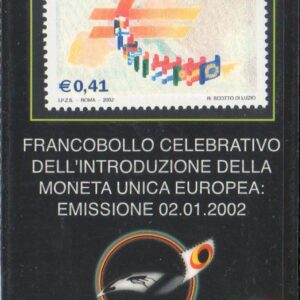 €0,41
I.P.Z.S. - ROMA - 2002
R. SCOTTO DI LUZIO
FRANCOBOLLO CELEBRATIVO
DELL'INTRODUZIONE DELLA
MONETA UNICA EUROPEA:
EMISSIONE 02.01.2002